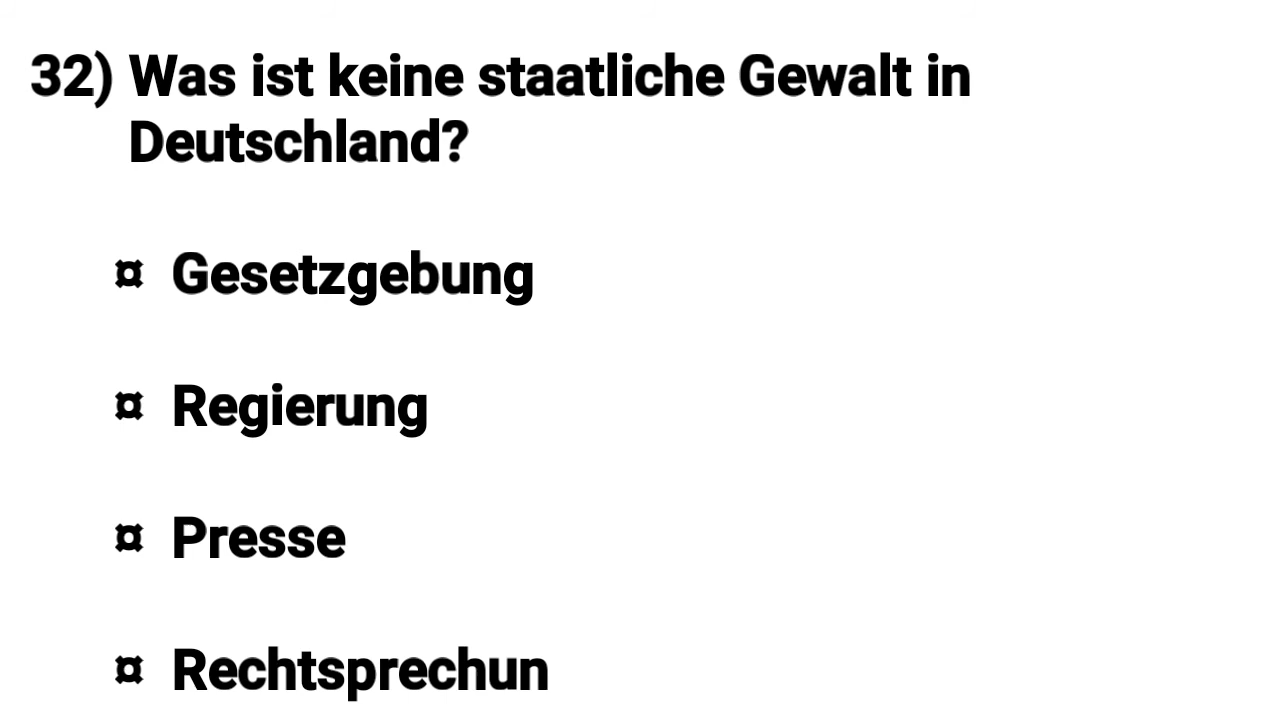 32) Was ist keine staatliche Gewalt in
Deutschland?
¤ Gesetzgebung
¤ Regierung
¤ Presse
¤ Rechtsprechun